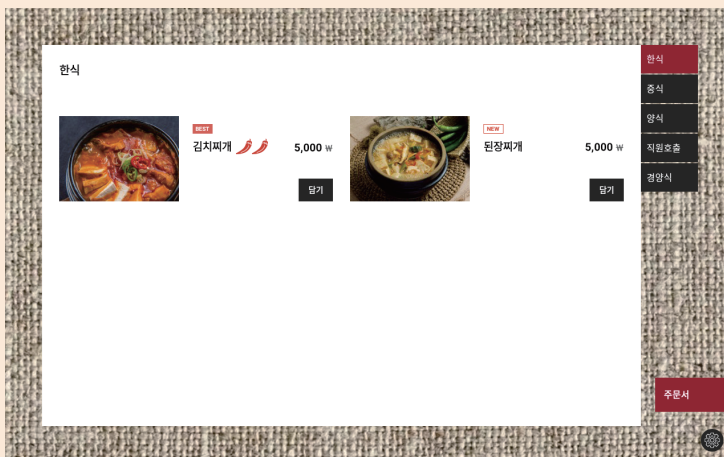 한식
BEST
김치찌개
5,000 ₩
담기
NEW
된장찌개
5,000 ₩
담기
한식
중식
양식
직원호출
경양식
주문서